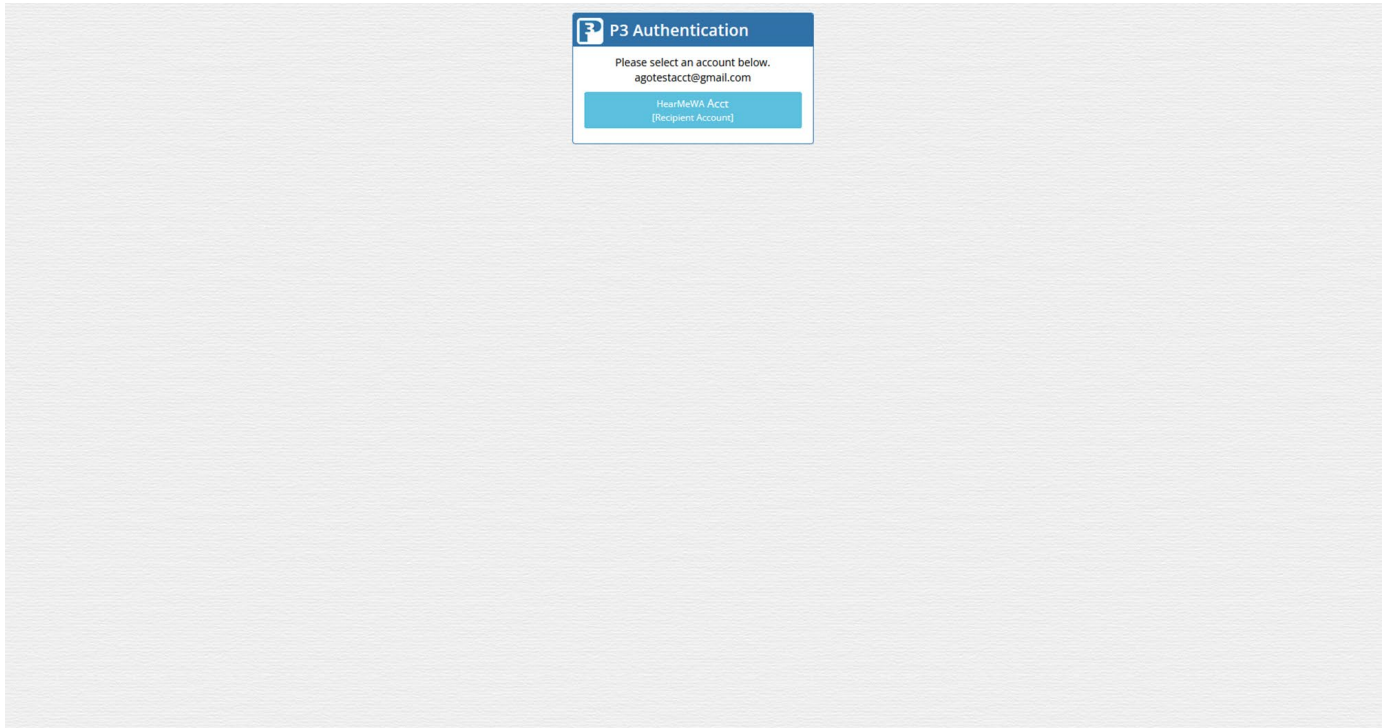 P3 Authentication
Please select an account below.
agotestacct@gmail.com
HearMeWA Acct
[Recipient Account]